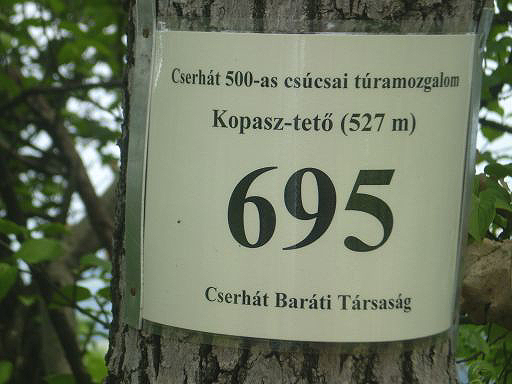 Cserhát 500-as csúcsai túramozgalom
Kopasz-tető (527 m)
695
Cserhát Baráti Társaság